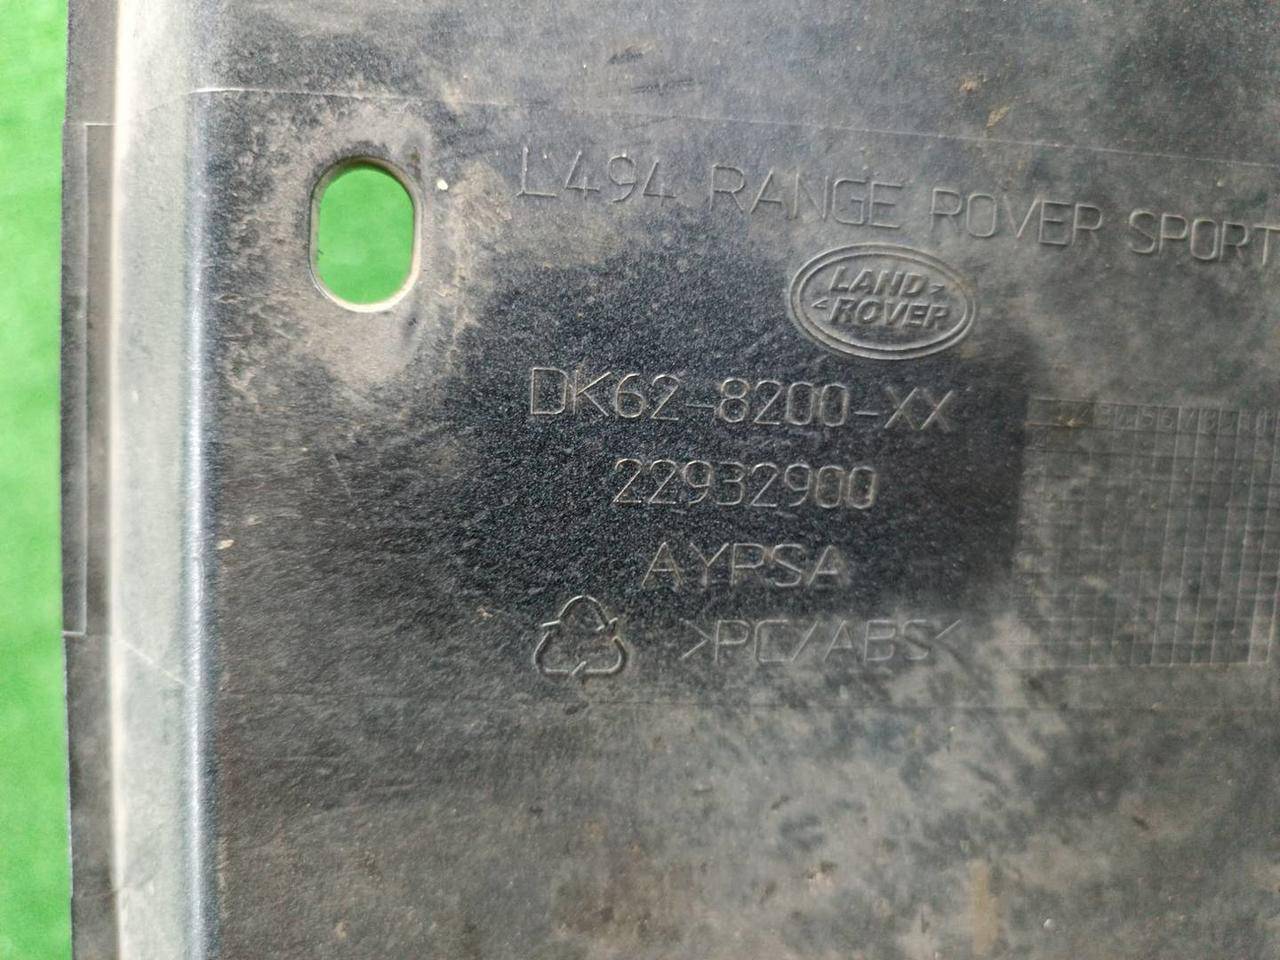 L494 RANGE ROVER SPORT
LAND
ROVER
DK62-8200-XX
22932900
AYPSA
>PC/ABS<